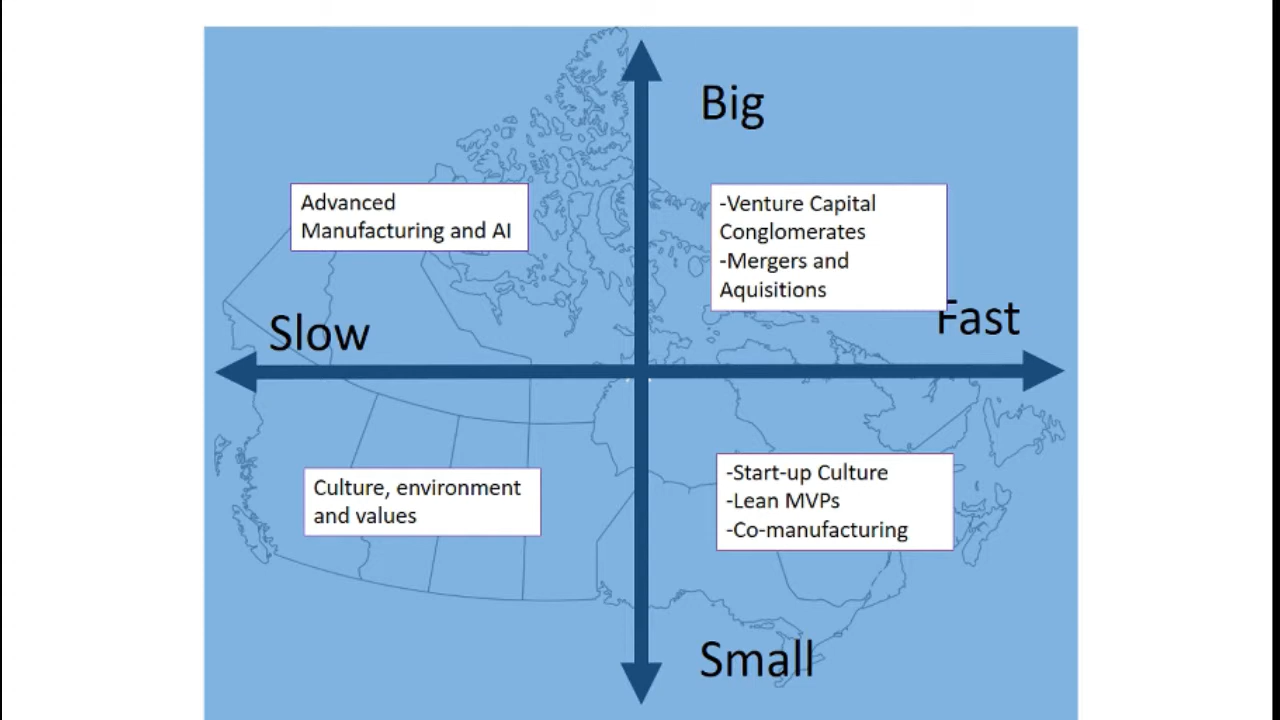 Big
Advanced
Manufacturing and AI
-Venture Capital
Conglomerates
-Mergers and
Aquisitions
Slow
Fast
Culture, environment
and values
-Start-up Culture
-Lean MVPs
-Co-manufacturing
Small